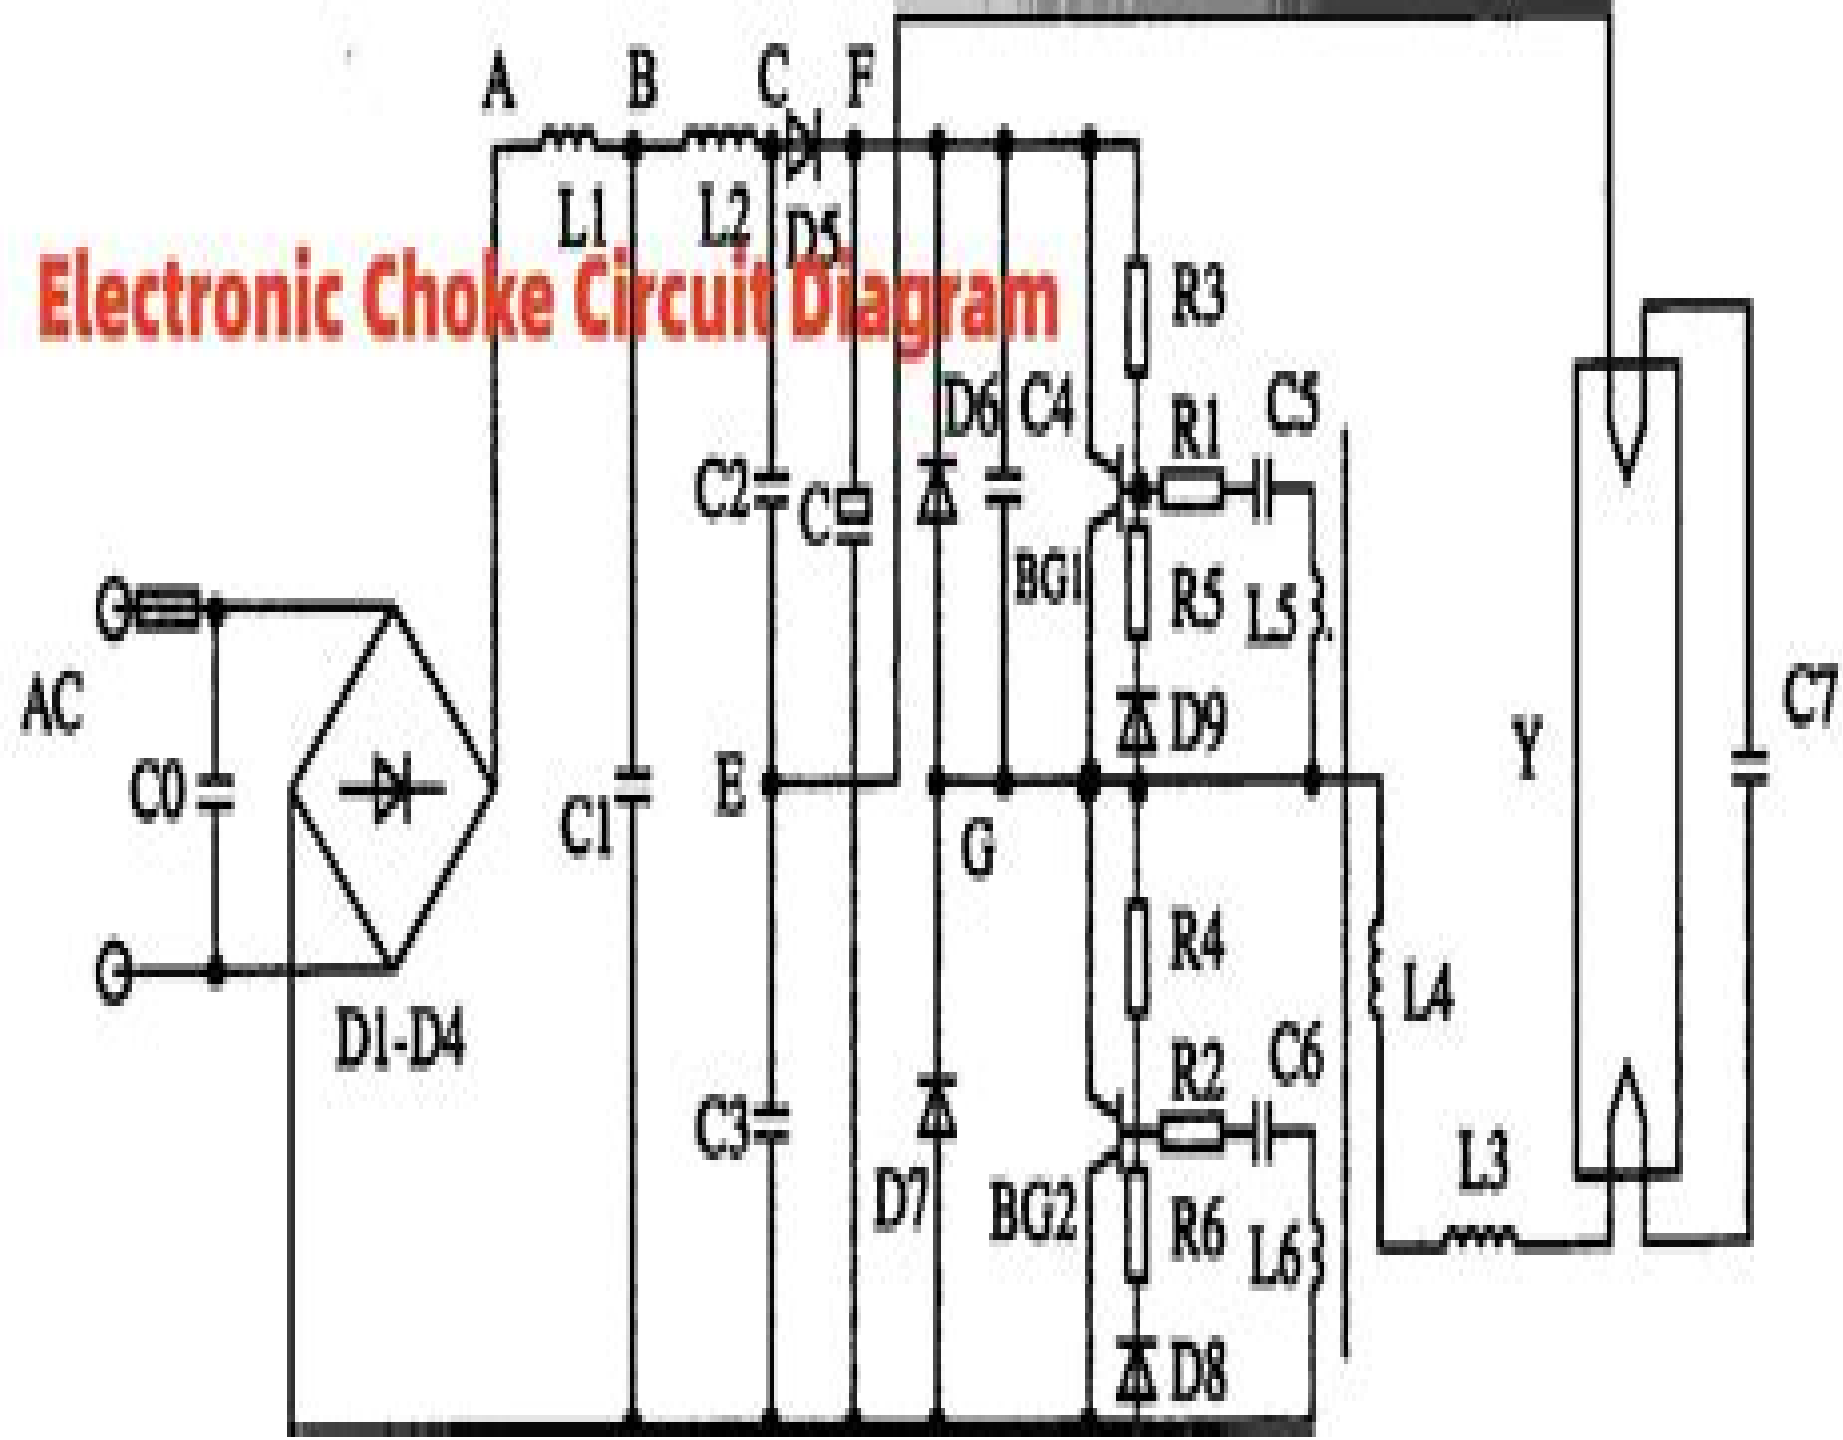 A B C F
L1 L2 D5
Electronic Choke Circuit Diagram
R3
D6 C4 R1 C5
C2 C
BG1 R5 L5
AC D9 C7
Y
C0 C1 E
G
R4
L4
D1-D4
R2 C6
C3
D7 BG2 R6 L6 L3
D8